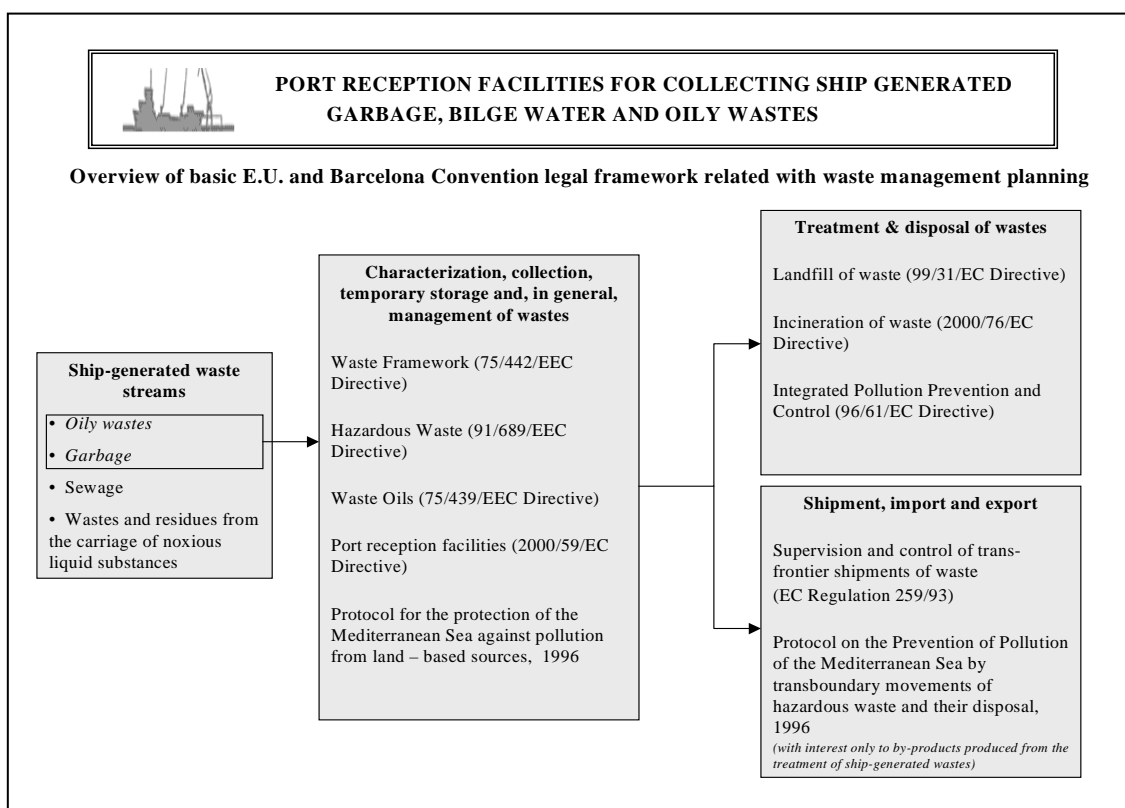 PORT RECEPTION FACILITIES FOR COLLECTING SHIP GENERATED
GARBAGE, BILGE WATER AND OILY WASTES
Overview of basic E.U. and Barcelona Convention legal framework related with waste management planning
Ship-generated waste
streams
• Oily wastes
• Garbage
• Sewage
• Wastes and residues from
the carriage of noxious
liquid substances
Characterization, collection,
temporary storage and, in general,
management of wastes
Waste Framework (75/442/EEC
Directive)
Hazardous Waste (91/689/EEC
Directive)
Waste Oils (75/439/EEC Directive)
Port reception facilities (2000/59/EC
Directive)
Protocol for the protection of the
Mediterranean Sea against pollution
from land – based sources, 1996
Treatment & disposal of wastes
Landfill of waste (99/31/EC Directive)
Incineration of waste (2000/76/EC
Directive)
Integrated Pollution Prevention and
Control (96/61/EC Directive)
Shipment, import and export
Supervision and control of trans-
frontier shipments of waste
(EC Regulation 259/93)
Protocol on the Prevention of Pollution
of the Mediterranean Sea by
transboundary movements of
hazardous waste and their disposal,
1996
(with interest only to by-products produced from the
treatment of ship-generated wastes)